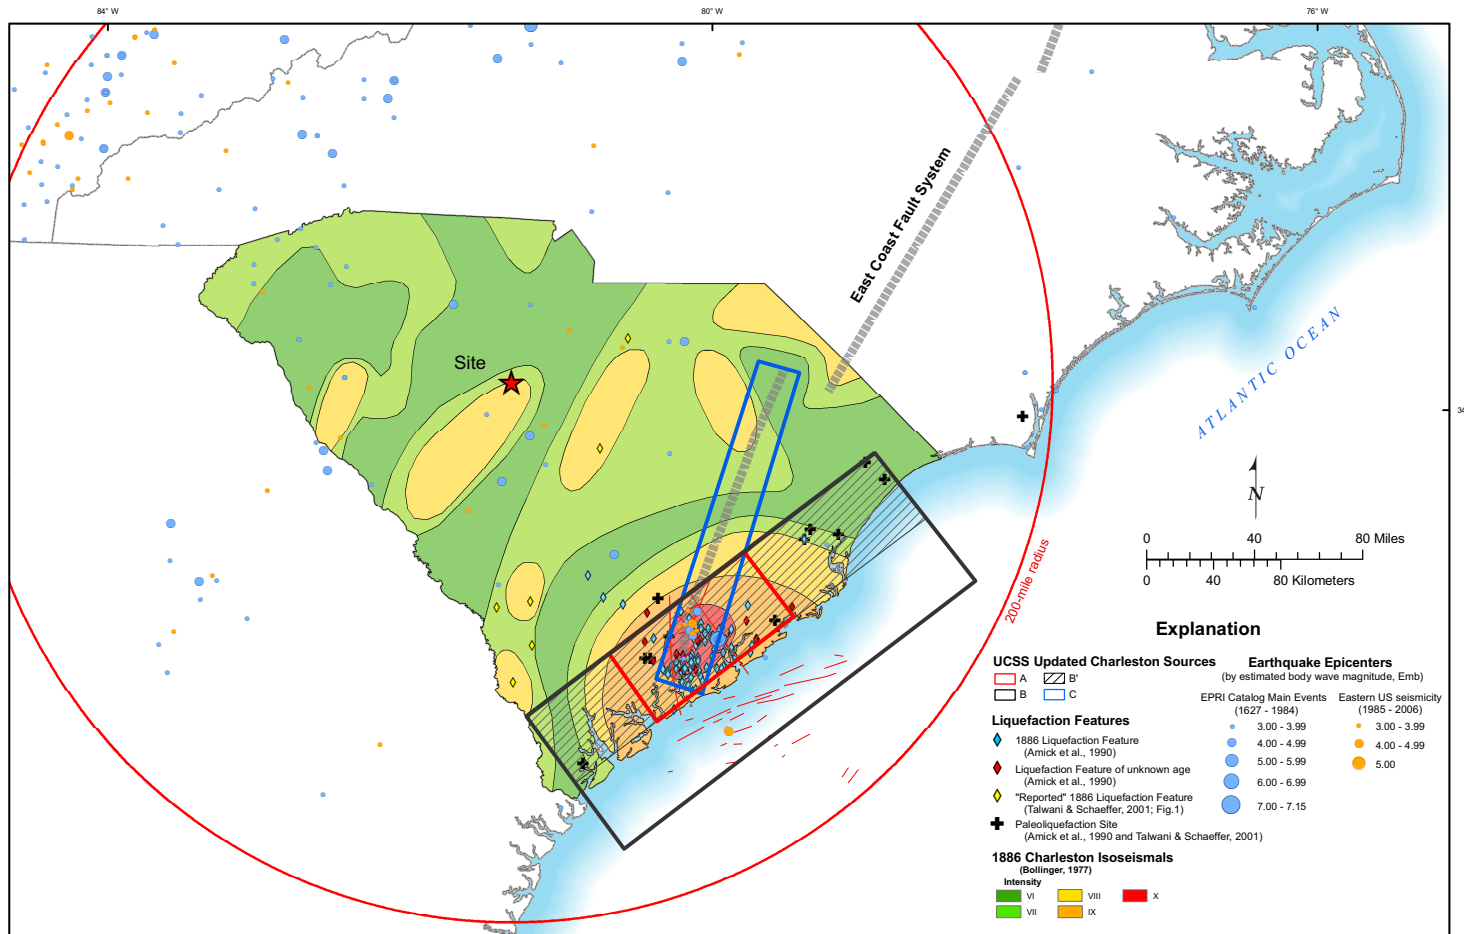 84° W
80° W
76° W
East Coast Fault System
Site
ATLANTIC OCEAN
N
0 40 80 Miles
0 40 80 Kilometers
200-mile radius
Explanation
UCSS Updated Charleston Sources
A
B'
B
C
Liquefaction Features
1886 Liquefaction Feature
(Amick et al., 1990)
Liquefaction Feature of unknown age
(Amick et al., 1990)
"Reported" 1886 Liquefaction Feature
(Talwani & Schaeffer, 2001; Fig.1)
Paleoliquefaction Site
(Amick et al., 1990 and Talwani & Schaeffer, 2001)
1886 Charleston Isoseismals
(Bollinger, 1977)
Intensity
VI
VIII
X
VII
IX
Earthquake Epicenters
(by estimated body wave magnitude, Emb)
EPRI Catalog Main Events
(1627 - 1984)
3.00 - 3.99
4.00 - 4.99
5.00 - 5.99
6.00 - 6.99
7.00 - 7.15
Eastern US seismicity
(1985 - 2006)
3.00 - 3.99
4.00 - 4.99
5.00